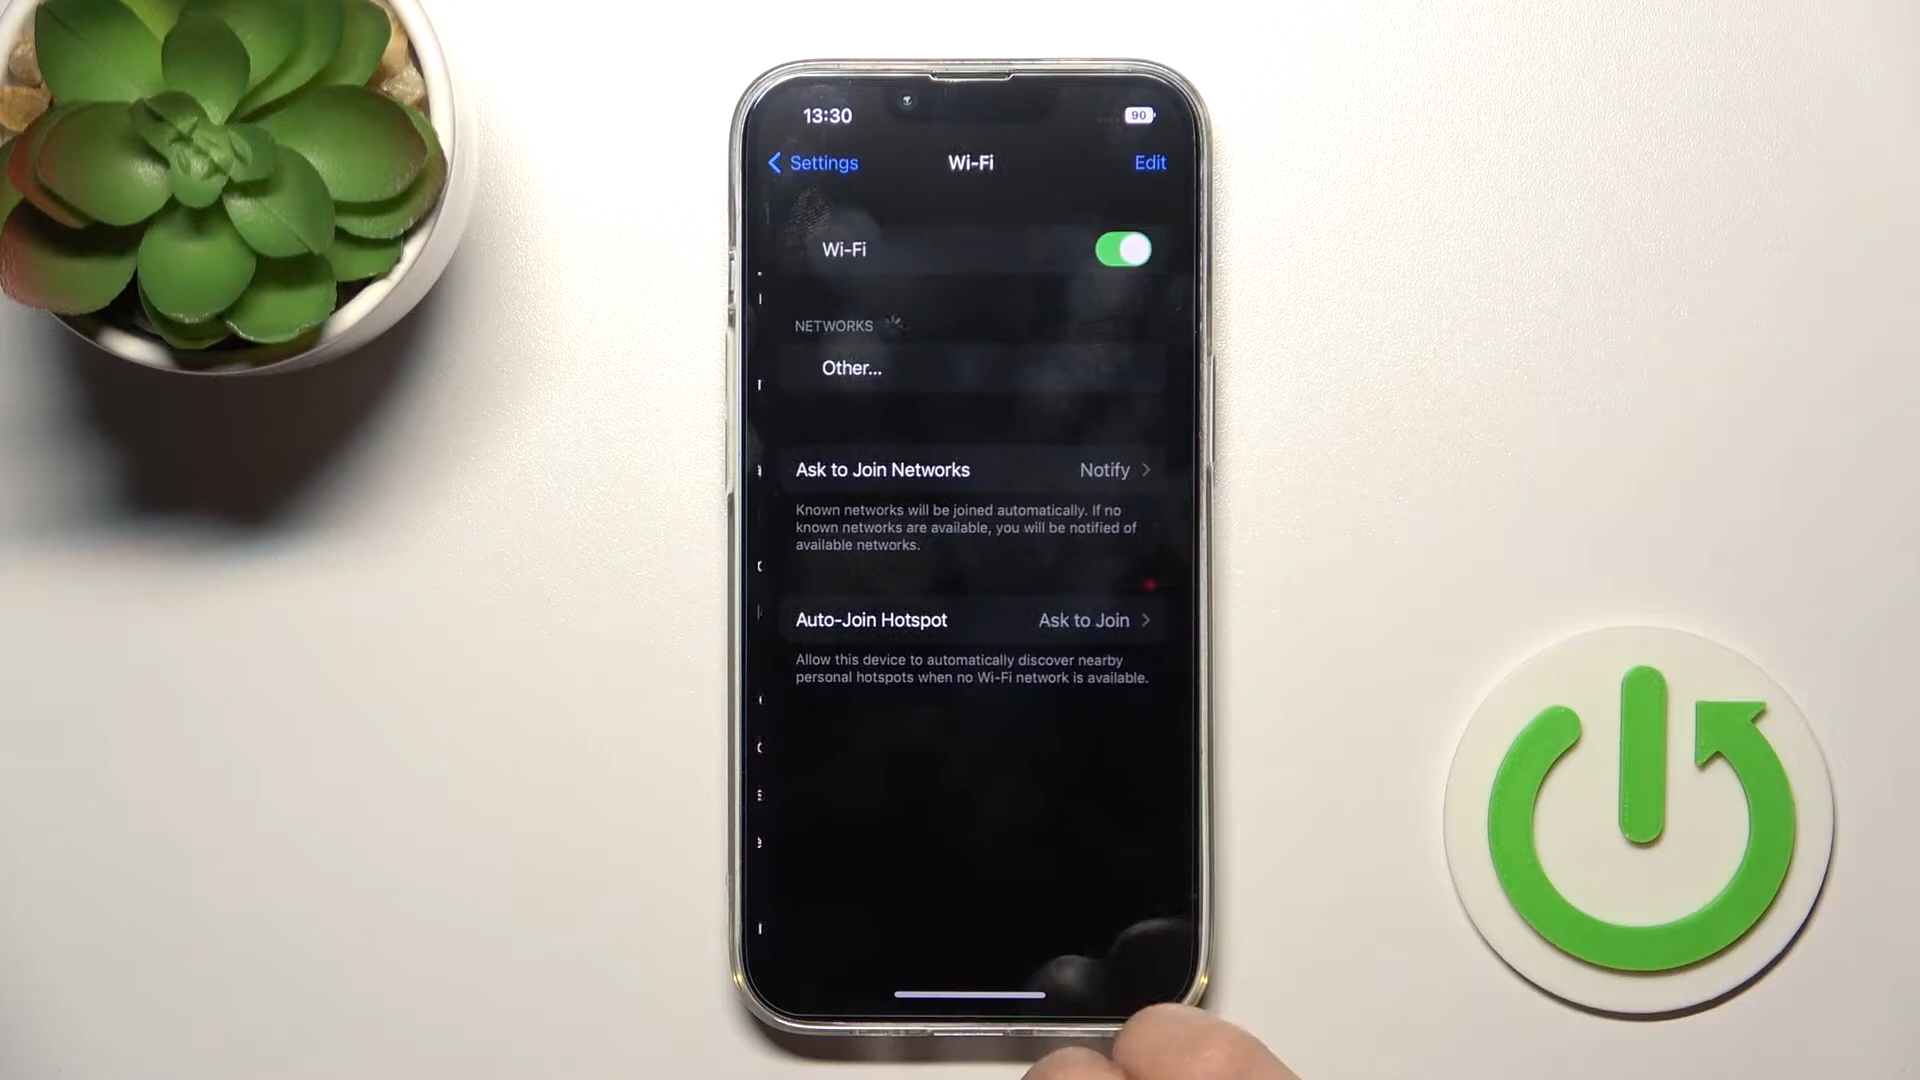 13:30
90
Settings
Wi-Fi
Edit
Wi-Fi
NETWORKS
Other...
Ask to Join Networks
Notify
Known networks will be joined automatically. If no
known networks are available, you will be notified of
available networks.
Auto-Join Hotspot
Ask to Join
Allow this device to automatically discover nearby
personal hotspots when no Wi-Fi network is available.